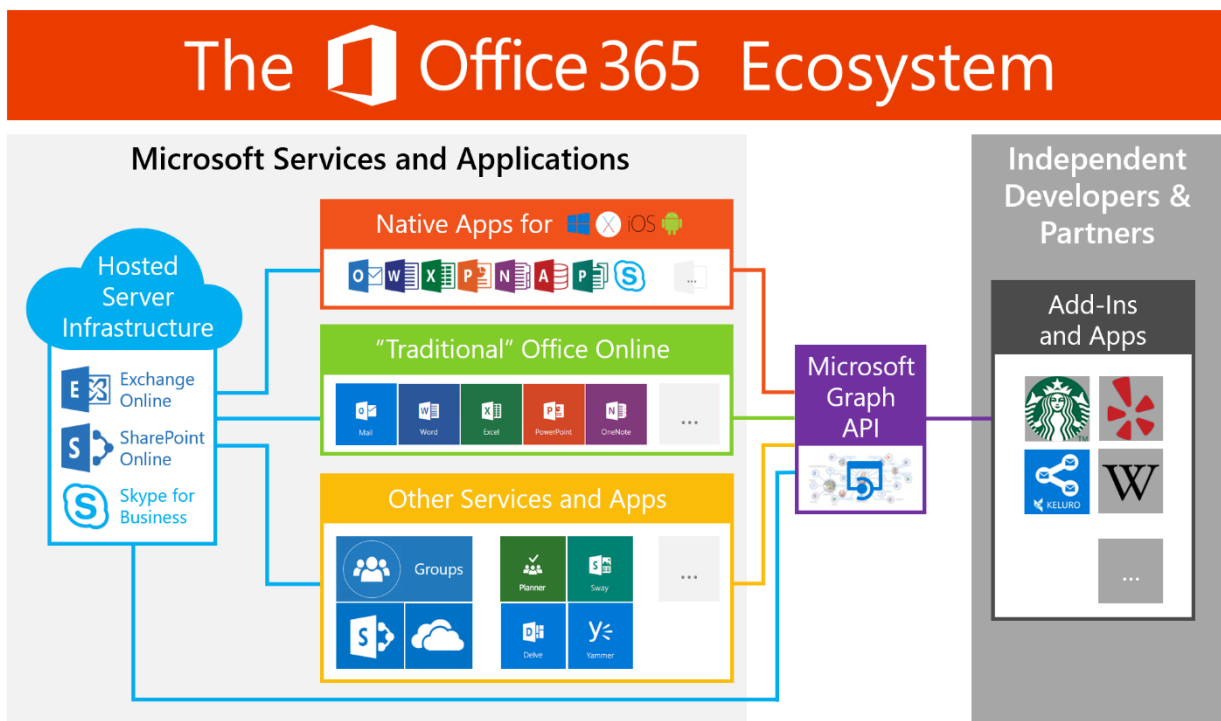 The Office 365 Ecosystem
Microsoft Services and Applications
Independent
Developers &
Partners
Native Apps for X iOS
O W X P N A P S ...
Hosted
Server
Infrastructure
E Exchange
Online
S SharePoint
Online
S Skype for
Business
"Traditional" Office Online
Mail
Word
Excel
PowerPoint
OneNote
...
Other Services and Apps
Groups
Planner
Sway
S
Delve
Yammer
...
Microsoft
Graph
API
Add-Ins
and Apps
TM
KELURO
W
...